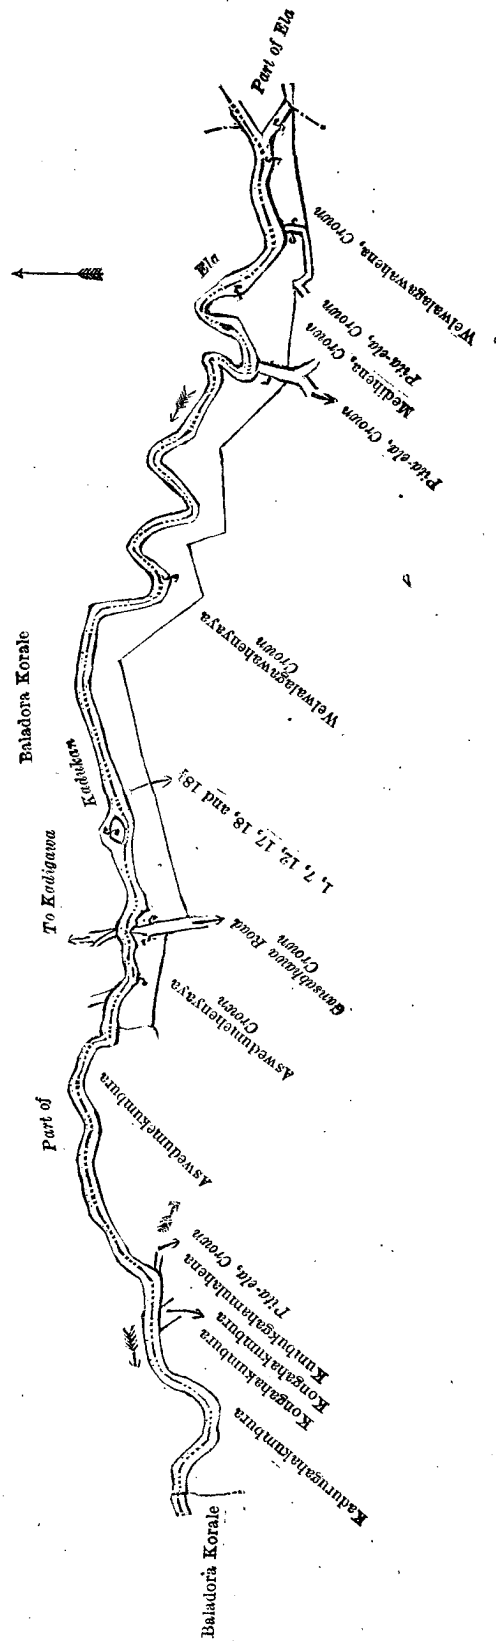 Part of Ela
Welwalagawahena, Crown
Ela
Pita-ela, Crown
Medihena, Crown
Pita-ela, Crown
Welwalagawahenyaya
Crown
Baladora Korale
Kadukan
1, 7, 12, 17, 18, and 18½
To Kadigawa
Gansabhawa Road
Crown
Aswedumehenyaya
Crown
Part of
Aswedumekumbura
Pita-ela, Crown
Kumbukgahamulahena
Kongahakumbura
Kongahakumbura
Kadurugahakumbura
Baladora Korale